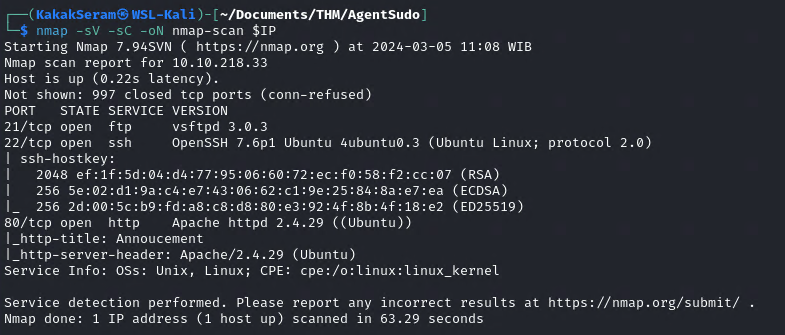 ┌──(KakakSeram㉿WSL-Kali)-[~/Documents/THM/AgentSudo]
└─$ nmap -sV -sC -oN nmap-scan $IP
Starting Nmap 7.94SVN ( https://nmap.org ) at 2024-03-05 11:08 WIB
Nmap scan report for 10.10.218.33
Host is up (0.22s latency).
Not shown: 997 closed tcp ports (conn-refused)
PORT   STATE SERVICE VERSION
21/tcp open  ftp     vsftpd 3.0.3
22/tcp open  ssh     OpenSSH 7.6p1 Ubuntu 4ubuntu0.3 (Ubuntu Linux; protocol 2.0)
| ssh-hostkey:
|   2048 ef:1f:5d:04:d4:77:95:06:60:72:ec:f0:58:f2:cc:07 (RSA)
|   256 5e:02:d1:9a:c4:e7:43:06:62:c1:9e:25:84:8a:e7:ea (ECDSA)
|_  256 2d:00:5c:b9:fd:a8:c8:d8:80:e3:92:4f:8b:4f:18:e2 (ED25519)
80/tcp open  http    Apache httpd 2.4.29 ((Ubuntu))
|_http-title: Annoucement
|_http-server-header: Apache/2.4.29 (Ubuntu)
Service Info: OSs: Unix, Linux; CPE: cpe:/o:linux:linux_kernel

Service detection performed. Please report any incorrect results at https://nmap.org/submit/ .
Nmap done: 1 IP address (1 host up) scanned in 63.29 seconds